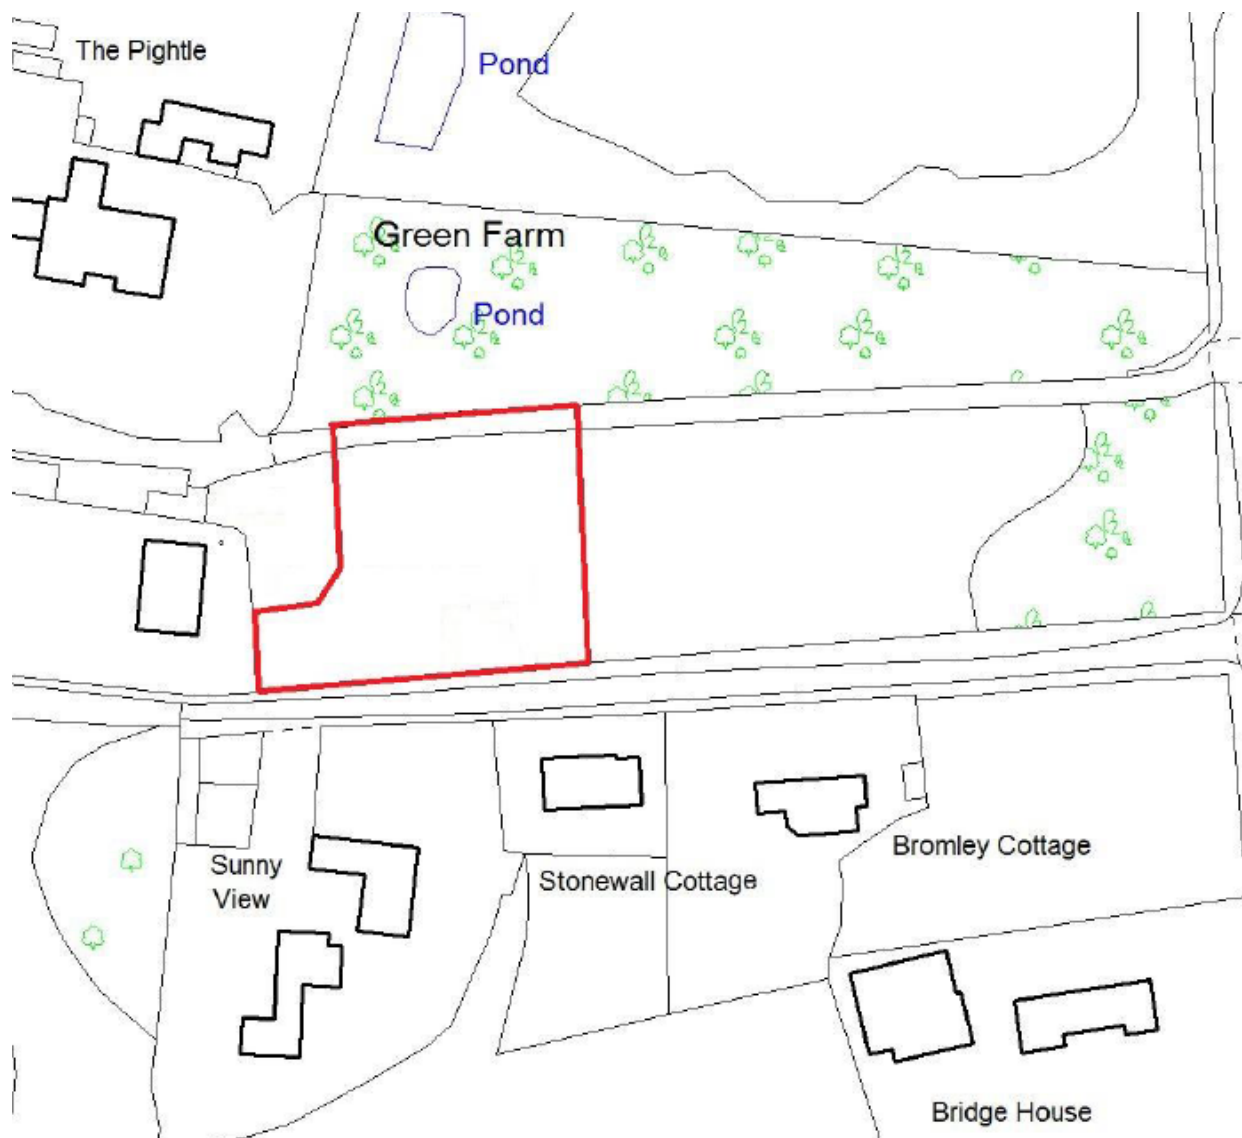 The Pightle
Pond
Green Farm
Pond
Sunny
View
Stonewall Cottage
Bromley Cottage
Bridge House